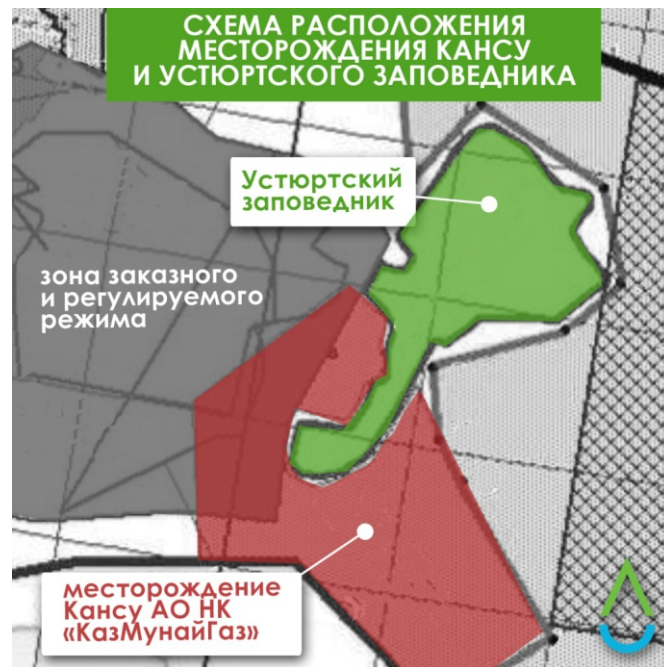 СХЕМА РАСПОЛОЖЕНИЯ
МЕСТОРОЖДЕНИЯ КАНСУ
И УСТЮРТСКОГО ЗАПОВЕДНИКА
Устюртский
заповедник
зона заказного
и регулируемого
режима
месторождение
Кансу АО НК
«КазМунайГаз»